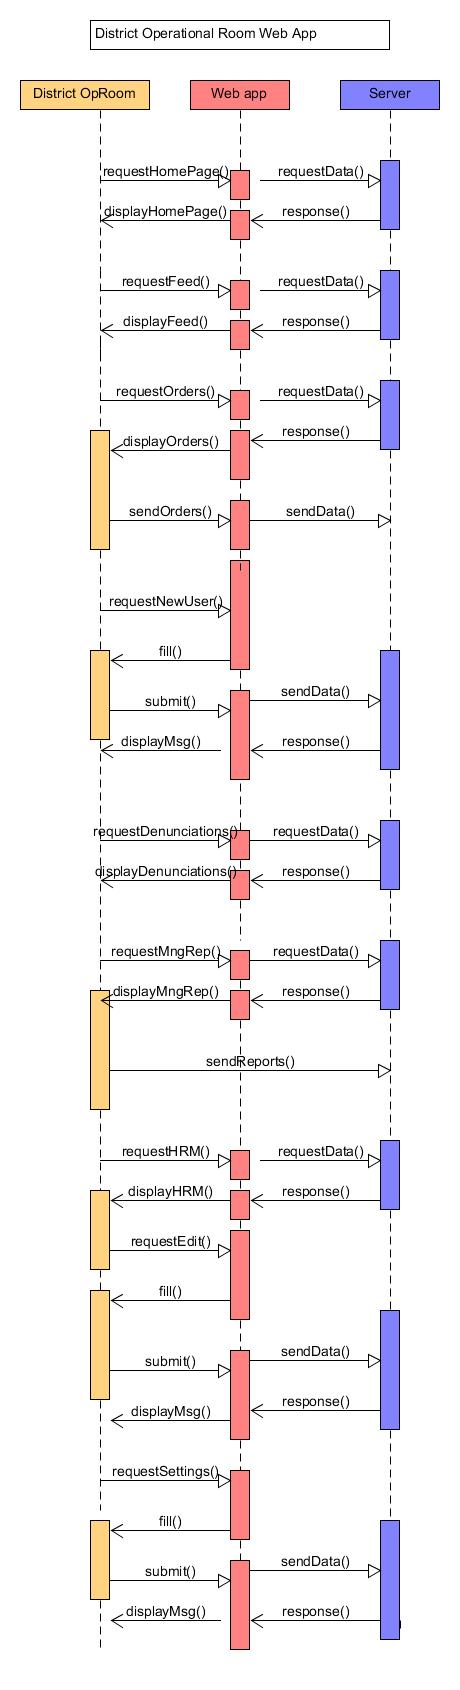 District Operational Room Web App
District OpRoom
Web app
Server
requestHomePage()
requestData()
displayHomePage()
response()
requestFeed()
requestData()
displayFeed()
response()
requestOrders()
requestData()
response()
displayOrders()
sendOrders()
sendData()
requestNewUser()
fill()
sendData()
submit()
displayMsg()
response()
requestDenunciations()
requestData()
displayDenunciations()
response()
requestMngRep()
requestData()
displayMngRep()
response()
sendReports()
requestHRM()
requestData()
displayHRM()
response()
requestEdit()
fill()
sendData()
submit()
response()
displayMsg()
requestSettings()
fill()
sendData()
submit()
displayMsg()
response()